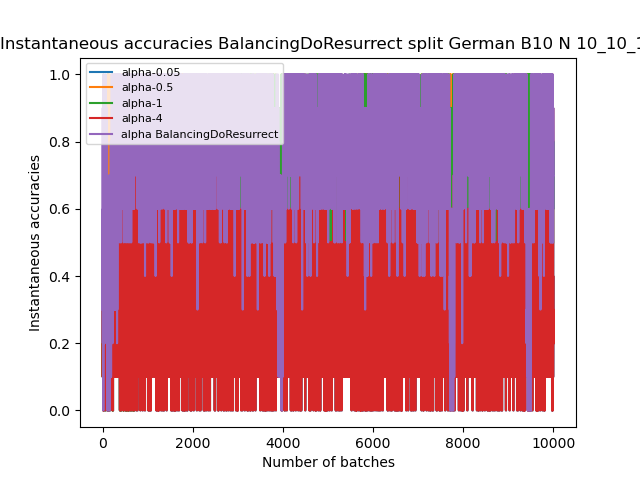 Instantaneous accuracies BalancingDoResurrect split German B10 N 10_10_1
alpha-0.05
alpha-0.5
alpha-1
alpha-4
alpha BalancingDoResurrect
1.0
0.8
0.6
0.4
0.2
0.0
Instantaneous accuracies
0 2000 4000 6000 8000 10000
Number of batches